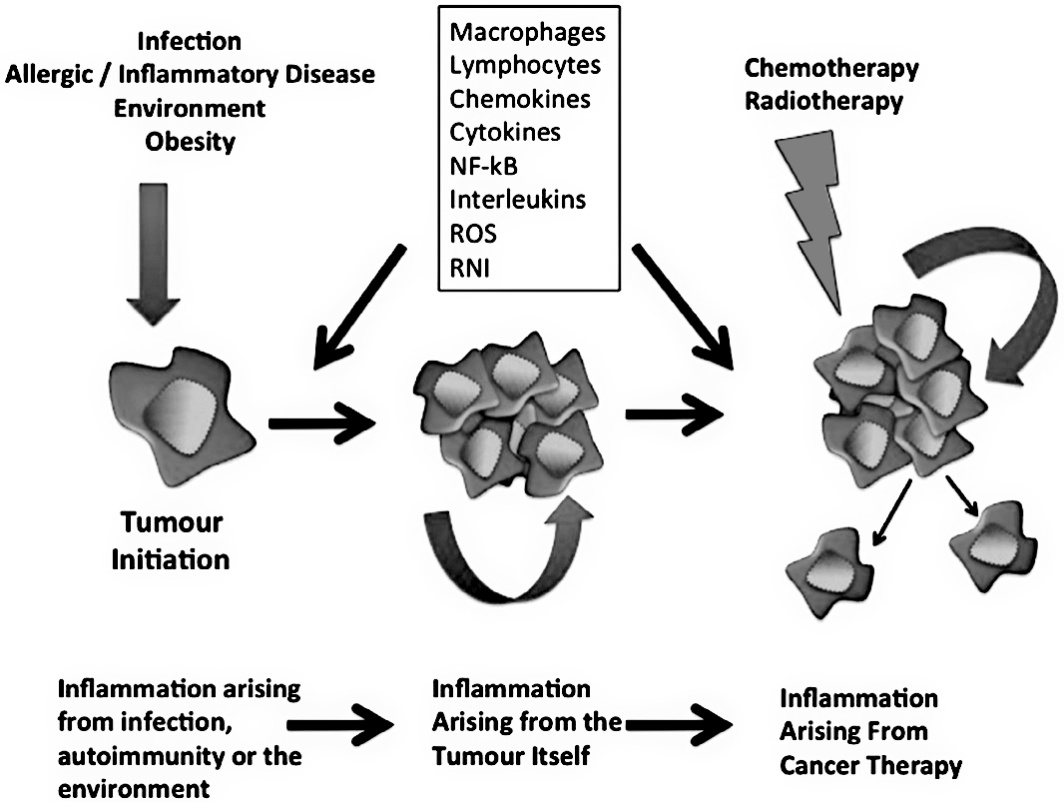 Infection
Allergic / Inflammatory Disease
Environment
Obesity
Macrophages
Lymphocytes
Chemokines
Cytokines
NF-kB
Interleukins
ROS
RNI
Chemotherapy
Radiotherapy
Tumour
Initiation
Inflammation arising
from infection,
autoimmunity or the
environment
Inflammation
Arising from the
Tumour Itself
Inflammation
Arising From
Cancer Therapy